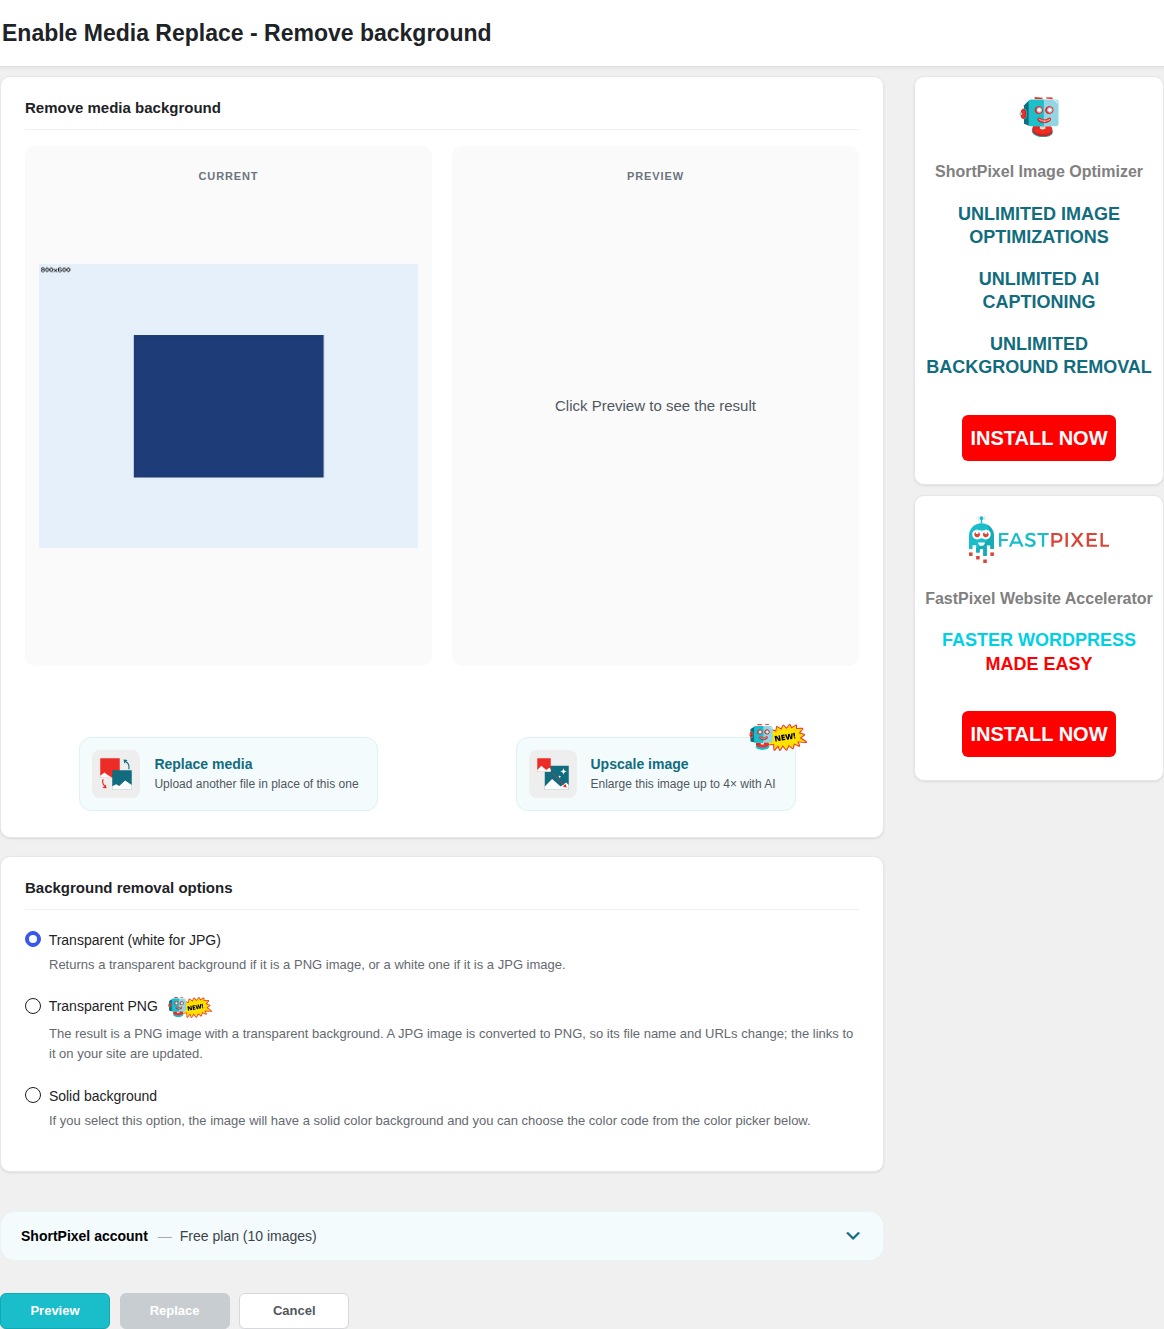 Enable Media Replace - Remove background
Remove media background
CURRENT
PREVIEW
800x600
Click Preview to see the result
Replace media
Upload another file in place of this one
NEW!
Upscale image
Enlarge this image up to 4× with AI
Background removal options
Transparent (white for JPG)
Returns a transparent background if it is a PNG image, or a white one if it is a JPG image.
Transparent PNG NEW!
The result is a PNG image with a transparent background. A JPG image is converted to PNG, so its file name and URLs change; the links to
it on your site are updated.
Solid background
If you select this option, the image will have a solid color background and you can choose the color code from the color picker below.
ShortPixel account — Free plan (10 images)
Preview
Replace
Cancel
ShortPixel Image Optimizer
UNLIMITED IMAGE
OPTIMIZATIONS
UNLIMITED AI
CAPTIONING
UNLIMITED
BACKGROUND REMOVAL
INSTALL NOW
FASTPIXEL
FastPixel Website Accelerator
FASTER WORDPRESS
MADE EASY
INSTALL NOW